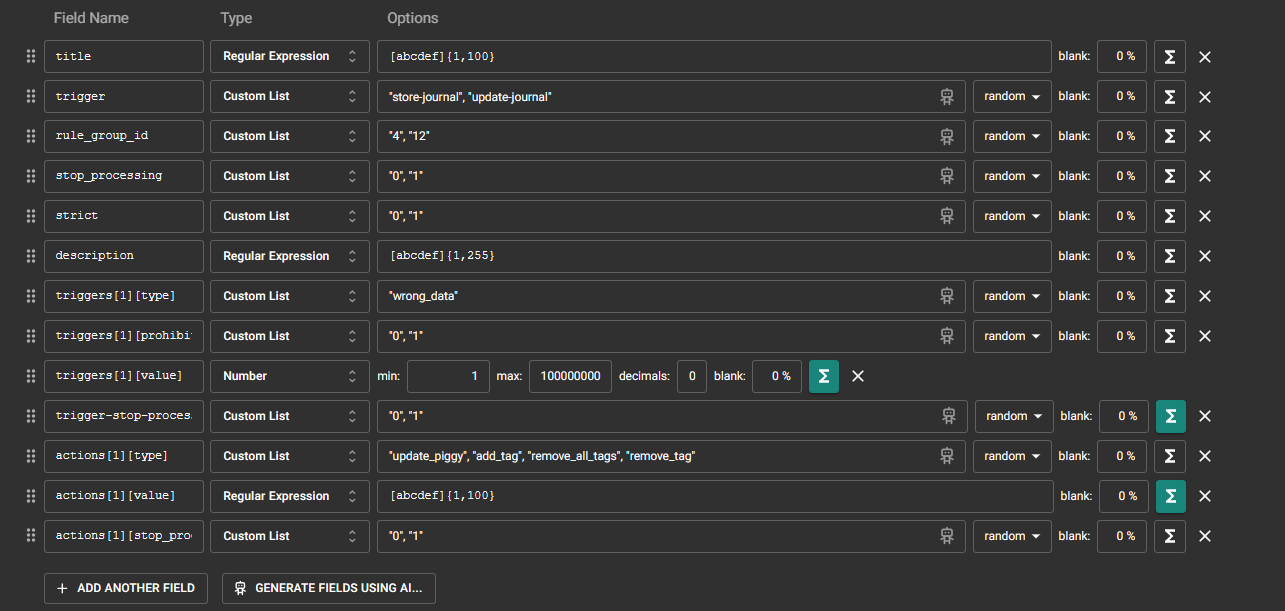 Field Name Type Options
title Regular Expression [abcdef]{1,100} blank: 0 % Σ
trigger Custom List "store-journal", "update-journal" random blank: 0 % Σ
rule_group_id Custom List "4", "12" random blank: 0 % Σ
stop_processing Custom List "0", "1" random blank: 0 % Σ
strict Custom List "0", "1" random blank: 0 % Σ
description Regular Expression [abcdef]{1,255} blank: 0 % Σ
triggers[1][type] Custom List "wrong_data" random blank: 0 % Σ
triggers[1][prohibi Custom List "0", "1" random blank: 0 % Σ
triggers[1][value] Number min: 1 max: 100000000 decimals: 0 blank: 0 % Σ
trigger-stop-proces Custom List "0", "1" random blank: 0 % Σ
actions[1][type] Custom List "update_piggy", "add_tag", "remove_all_tags", "remove_tag" random blank: 0 % Σ
actions[1][value] Regular Expression [abcdef]{1,100} blank: 0 % Σ
actions[1][stop_pro Custom List "0", "1" random blank: 0 % Σ
+ ADD ANOTHER FIELD GENERATE FIELDS USING AI...